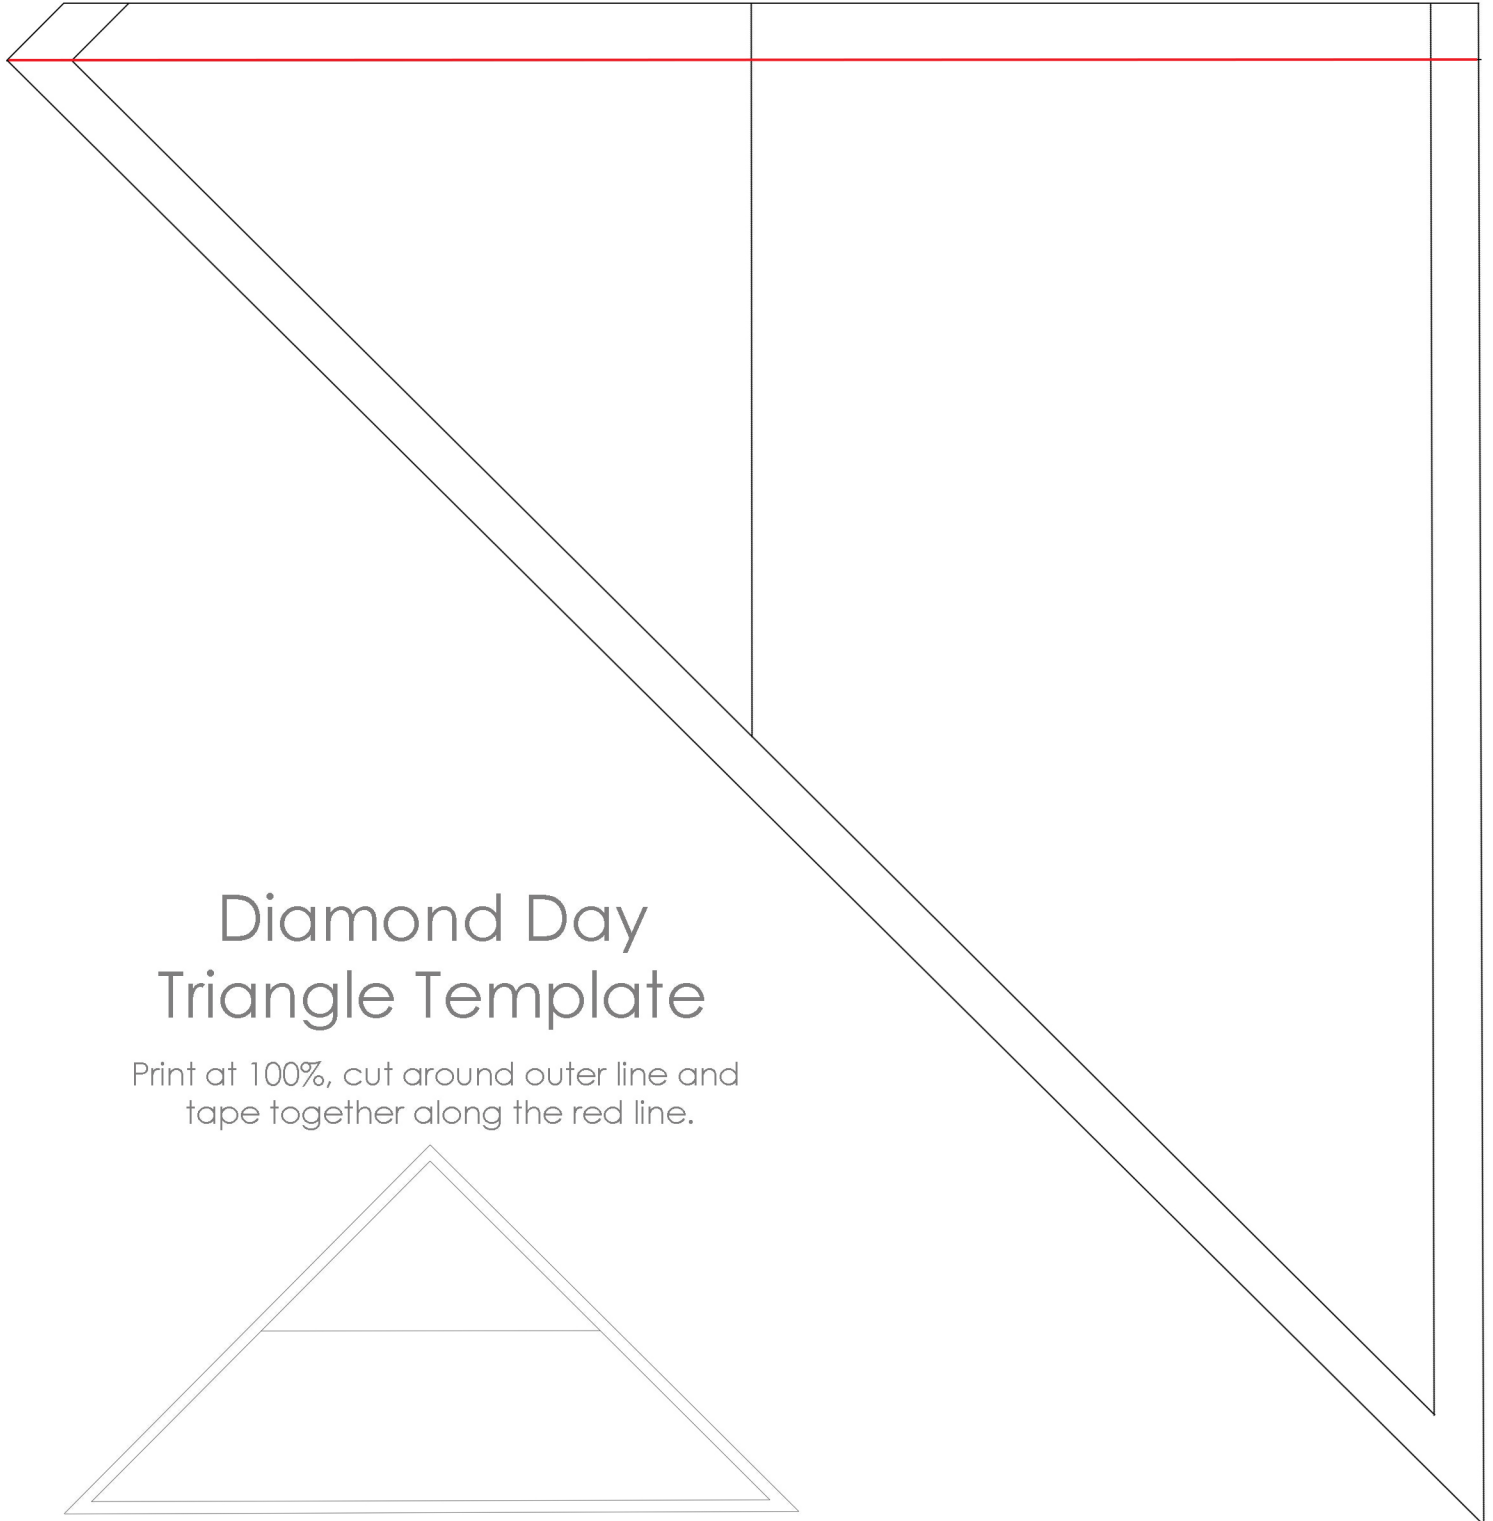 Diamond Day
Triangle Template
Print at 100%, cut around outer line and
tape together along the red line.